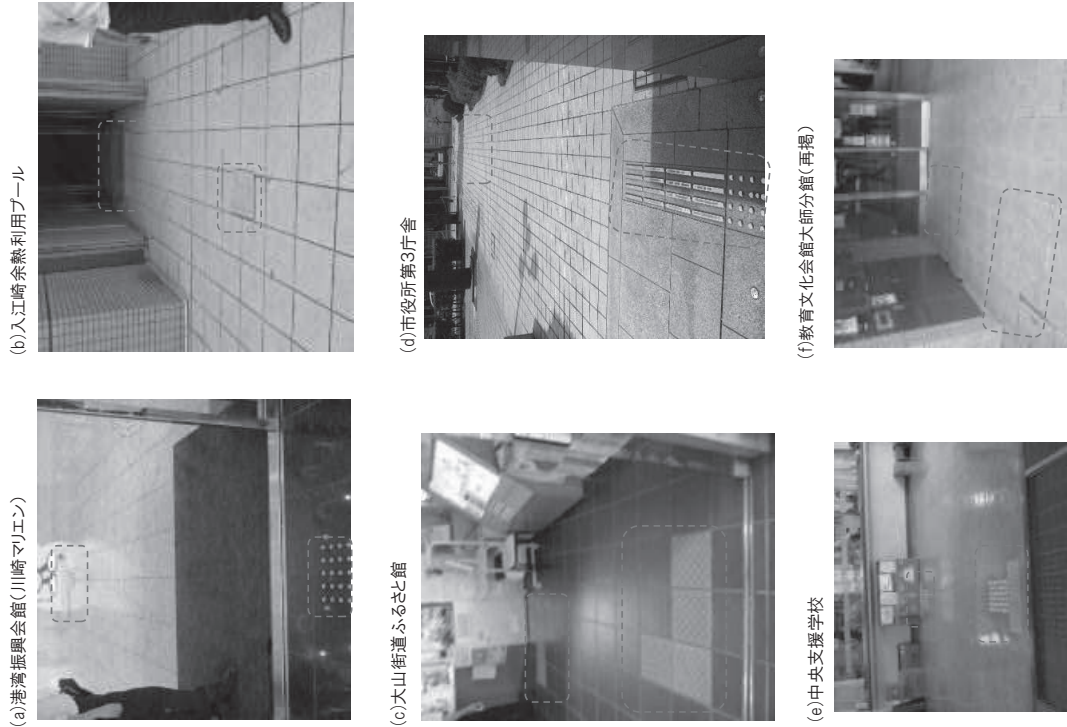 (a)港湾振興会館(川崎マリエン)
(b)入江崎余熱利用プール
(c)大山街道ふるさと館
(d)市役所第3庁舎
(e)中央支援学校
(f)教育文化会館大師分館(再掲)